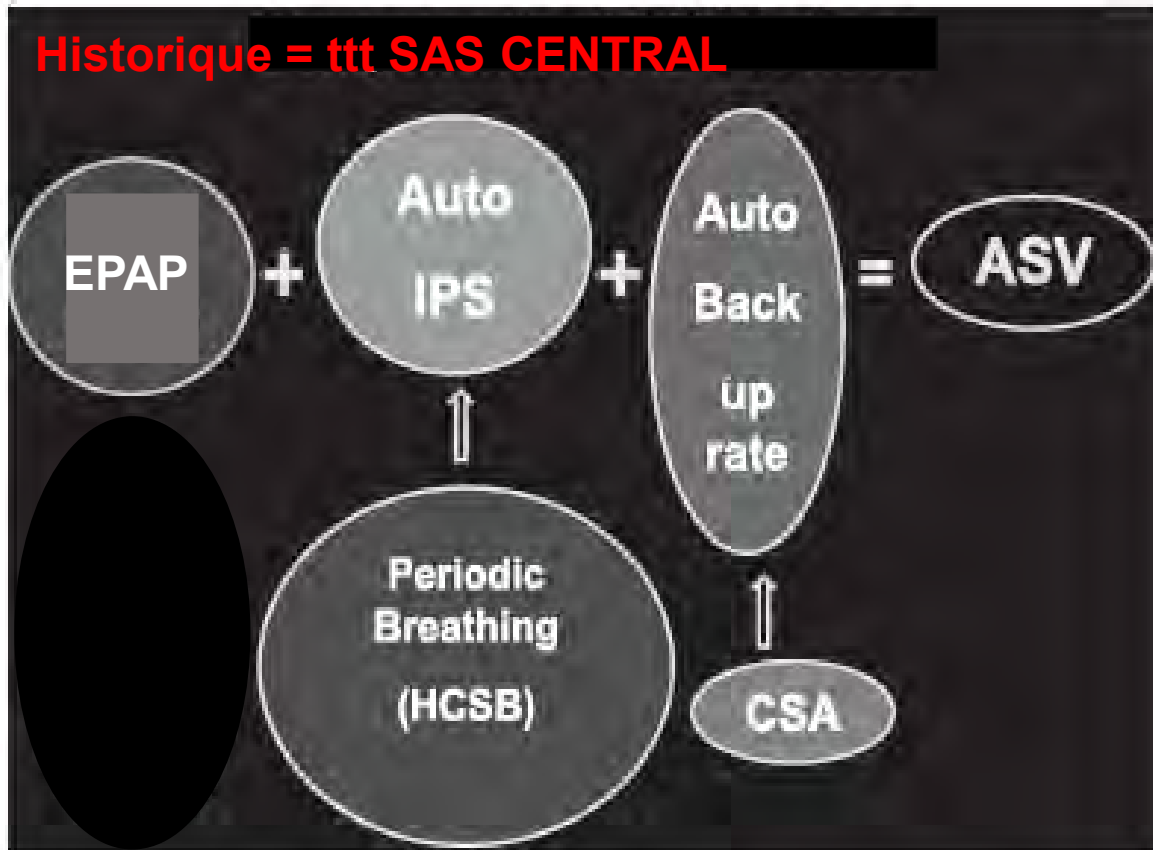 Historique = ttt SAS CENTRAL
EPAP
+
Auto
IPS
+
Auto
Back
up
rate
=
ASV
Periodic
Breathing
(HCSB)
CSA